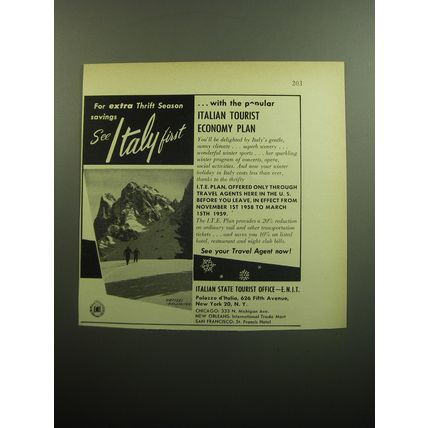 203
For extra Thrift Season
savings
See Italy first
... with the popular
ITALIAN TOURIST
ECONOMY PLAN
You'll be delighted by Italy's gentle,
sunny climate . . . superb scenery . . .
wonderful winter sports . . . her sparkling
winter program of concerts, opera,
social activities. And now your winter
holiday in Italy costs less than ever,
thanks to the thrifty
I.T.E. PLAN, OFFERED ONLY THROUGH
TRAVEL AGENTS HERE IN THE U. S.
BEFORE YOU LEAVE, IN EFFECT FROM
NOVEMBER 1ST 1958 TO MARCH
15TH 1959.
The I.T.E. Plan provides a 20% reduction
on ordinary rail and other transportation
tickets . . . and saves you 10% on listed
hotel, restaurant and night club bills.
See your Travel Agent now!
ITALIAN STATE TOURIST OFFICE—E.N.I.T.
Palazzo d'Italia, 626 Fifth Avenue,
New York 20, N. Y.
CHICAGO: 333 N. Michigan Ave.
NEW ORLEANS: International Trade Mart
SAN FRANCISCO: St. Francis Hotel
ENIT